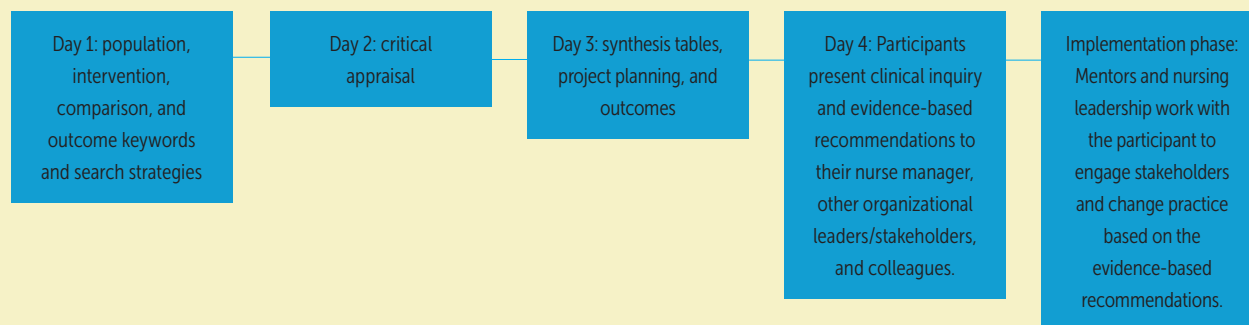 Day 1: population,
intervention,
comparison, and
outcome keywords
and search strategies
Day 2: critical
appraisal
Day 3: synthesis tables,
project planning, and
outcomes
Day 4: Participants
present clinical inquiry
and evidence-based
recommendations to
their nurse manager,
other organizational
leaders/stakeholders,
and colleagues.
Implementation phase:
Mentors and nursing
leadership work with
the participant to
engage stakeholders
and change practice
based on the
evidence-based
recommendations.